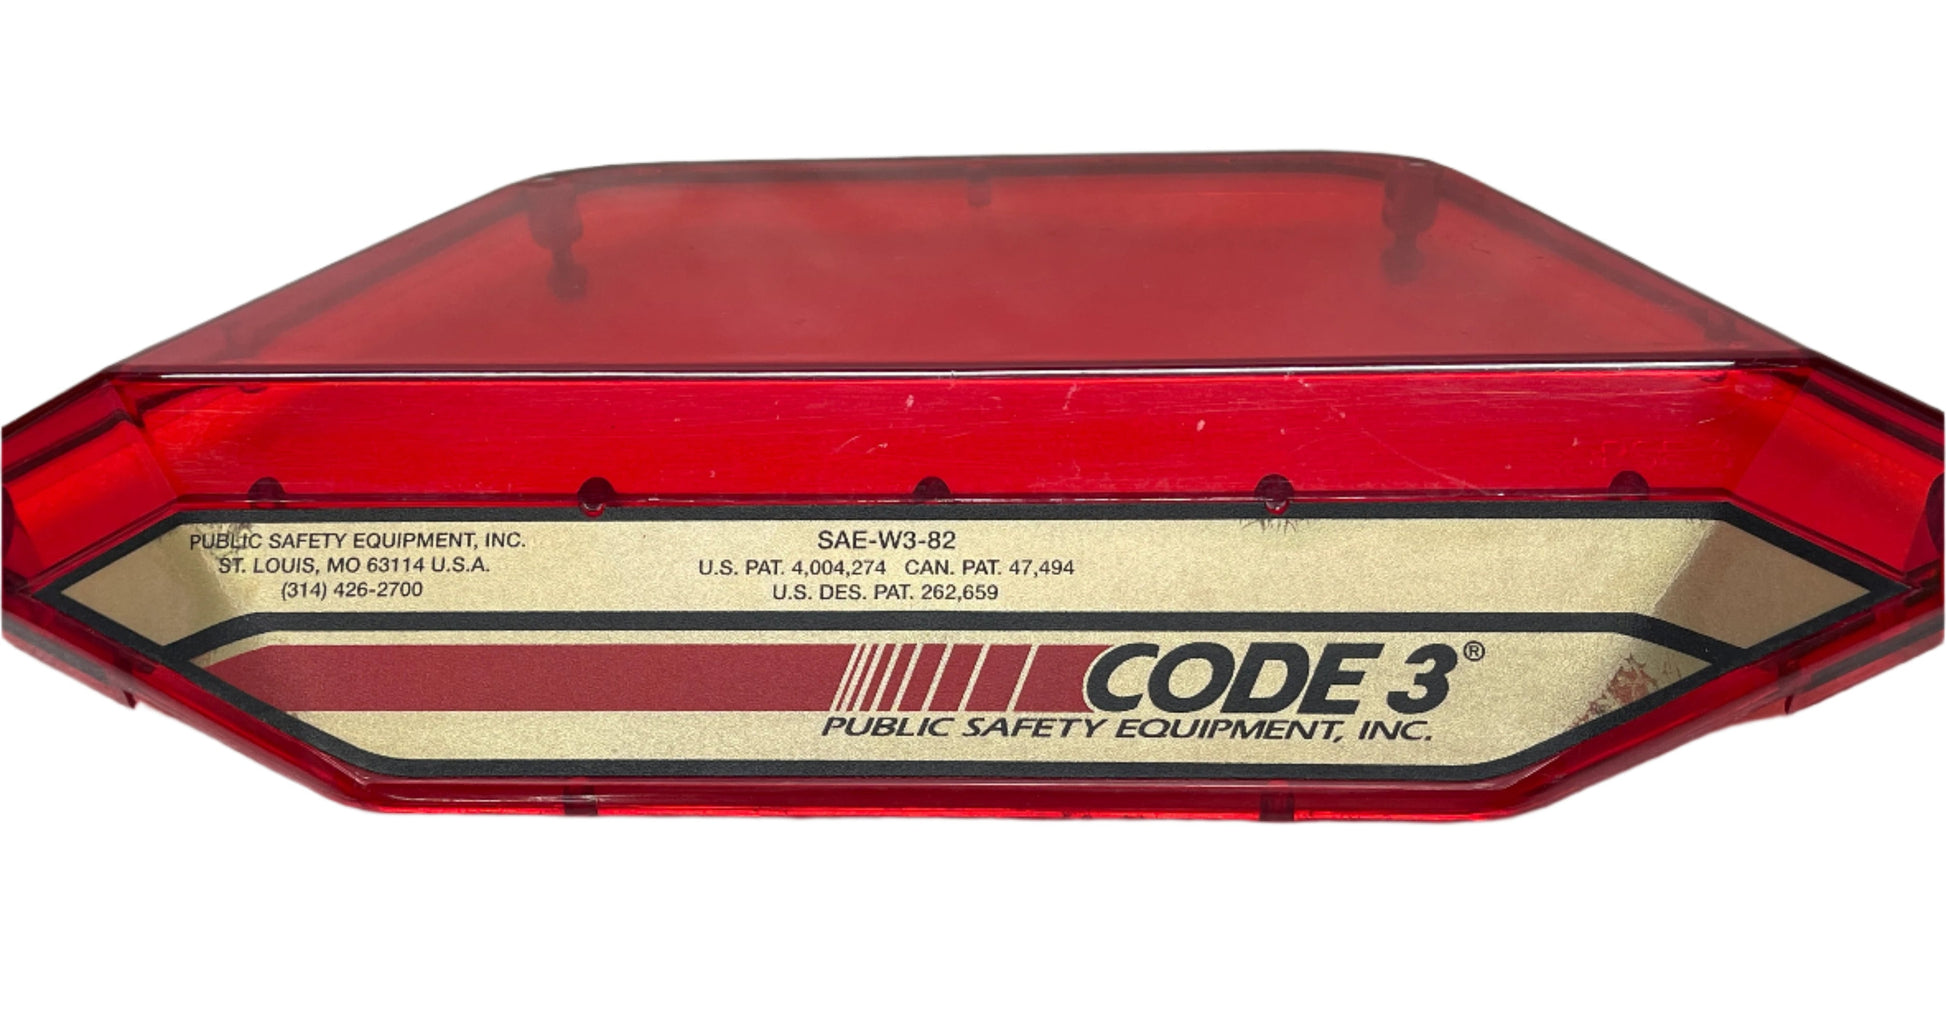 PUBLIC SAFETY EQUIPMENT, INC.
ST. LOUIS, MO 63114 U.S.A.
(314) 426-2700
SAE-W3-82
U.S. PAT. 4,004,274 CAN. PAT. 47,494
U.S. DES. PAT. 262,659
CODE 3®
PUBLIC SAFETY EQUIPMENT, INC.